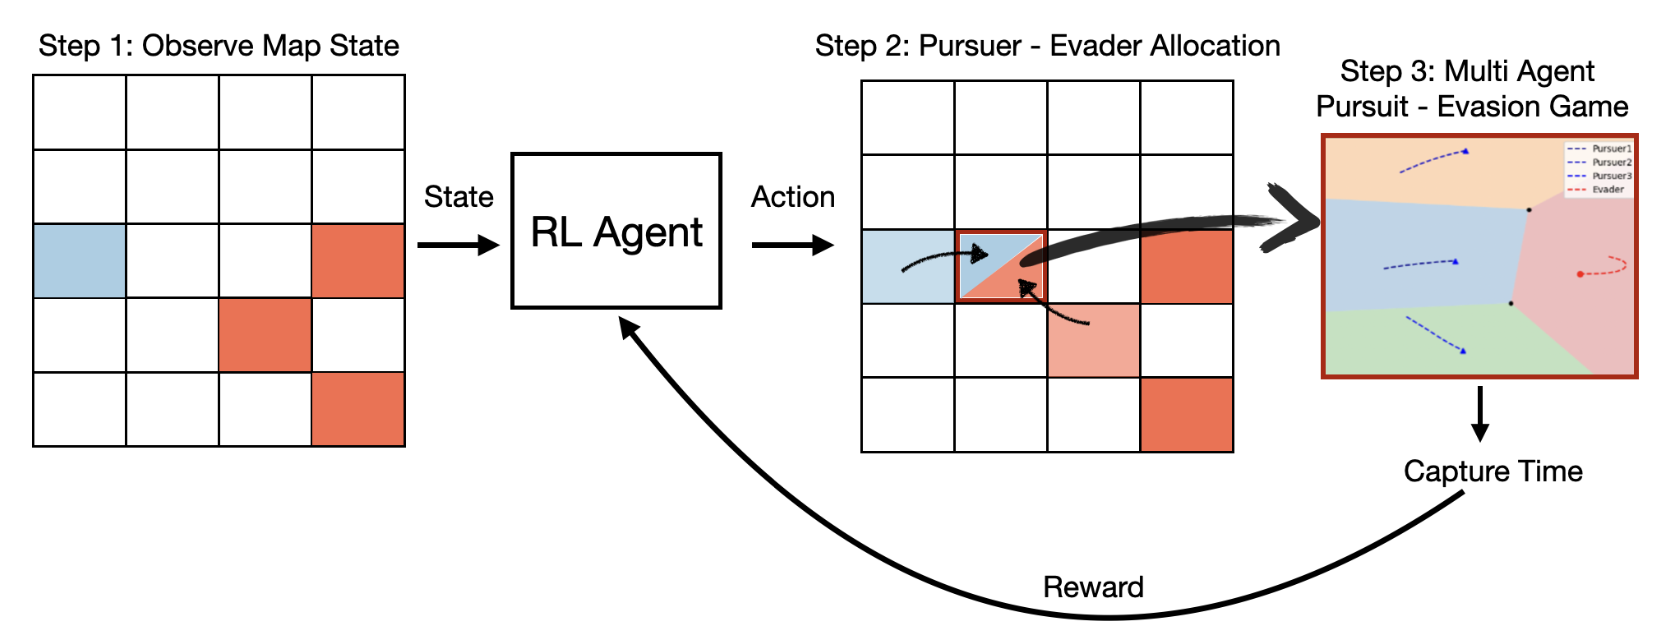 Step 1: Observe Map State
State
RL Agent
Action
Step 2: Pursuer - Evader Allocation
Step 3: Multi Agent
Pursuit - Evasion Game
Pursuer1
Pursuer2
Pursuer3
Evader
Capture Time
Reward